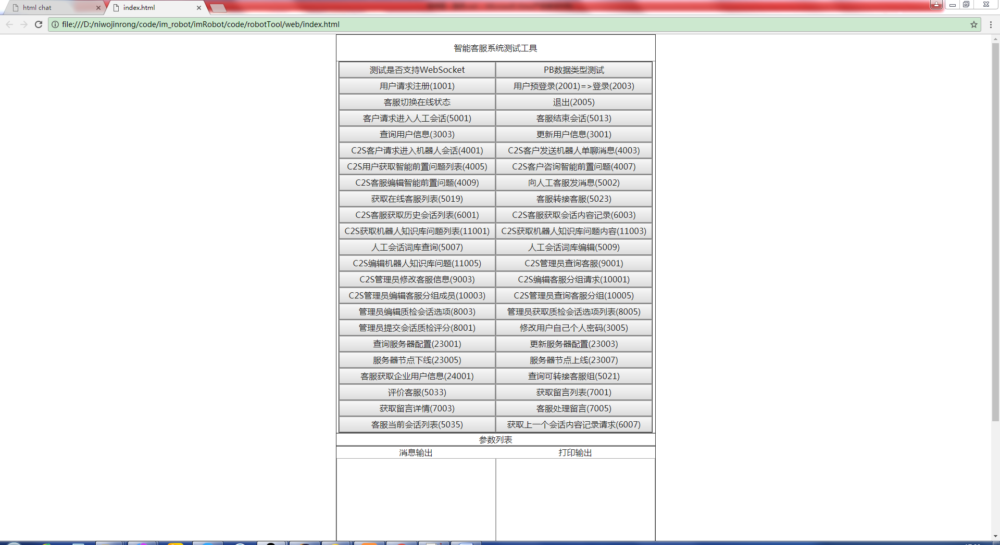 html chat
index.html
file:///D:/niwojinrong/code/im_robot/imRobot/code/robotTool/web/index.html
智能客服系统测试工具
测试是否支持WebSocket PB数据类型测试
用户请求注册(1001) 用户预登录(2001)=>登录(2003)
客服切换在线状态 退出(2005)
客户请求进入人工会话(5001) 客服结束会话(5013)
查询用户信息(3003) 更新用户信息(3001)
C2S客户请求进入机器人会话(4001) C2S客户发送机器人单聊消息(4003)
C2S用户获取智能前置问题列表(4005) C2S客户咨询智能前置问题(4007)
C2S客服编辑智能前置问题(4009) 向人工客服发消息(5002)
获取在线客服列表(5019) 客服转接客服(5023)
C2S客服获取历史会话列表(6001) C2S客服获取会话内容记录(6003)
C2S获取机器人知识库问题列表(11001) C2S获取机器人知识库问题内容(11003)
人工会话词库查询(5007) 人工会话词库编辑(5009)
C2S编辑机器人知识库问题(11005) C2S管理员查询客服(9001)
C2S管理员修改客服信息(9003) C2S编辑客服分组请求(10001)
C2S管理员编辑客服分组成员(10003) C2S管理员查询客服分组(10005)
管理员编辑质检会话选项(8003) 管理员获取质检会话选项列表(8005)
管理员提交会话质检评分(8001) 修改用户自己个人密码(3005)
查询服务器配置(23001) 更新服务器配置(23003)
服务器节点下线(23005) 服务器节点上线(23007)
客服获取企业用户信息(24001) 查询可转接客服组(5021)
评价客服(5033) 获取留言列表(7001)
获取留言详情(7003) 客服处理留言(7005)
客服当前会话列表(5035) 获取上一个会话内容记录请求(6007)
参数列表
消息输出 打印输出